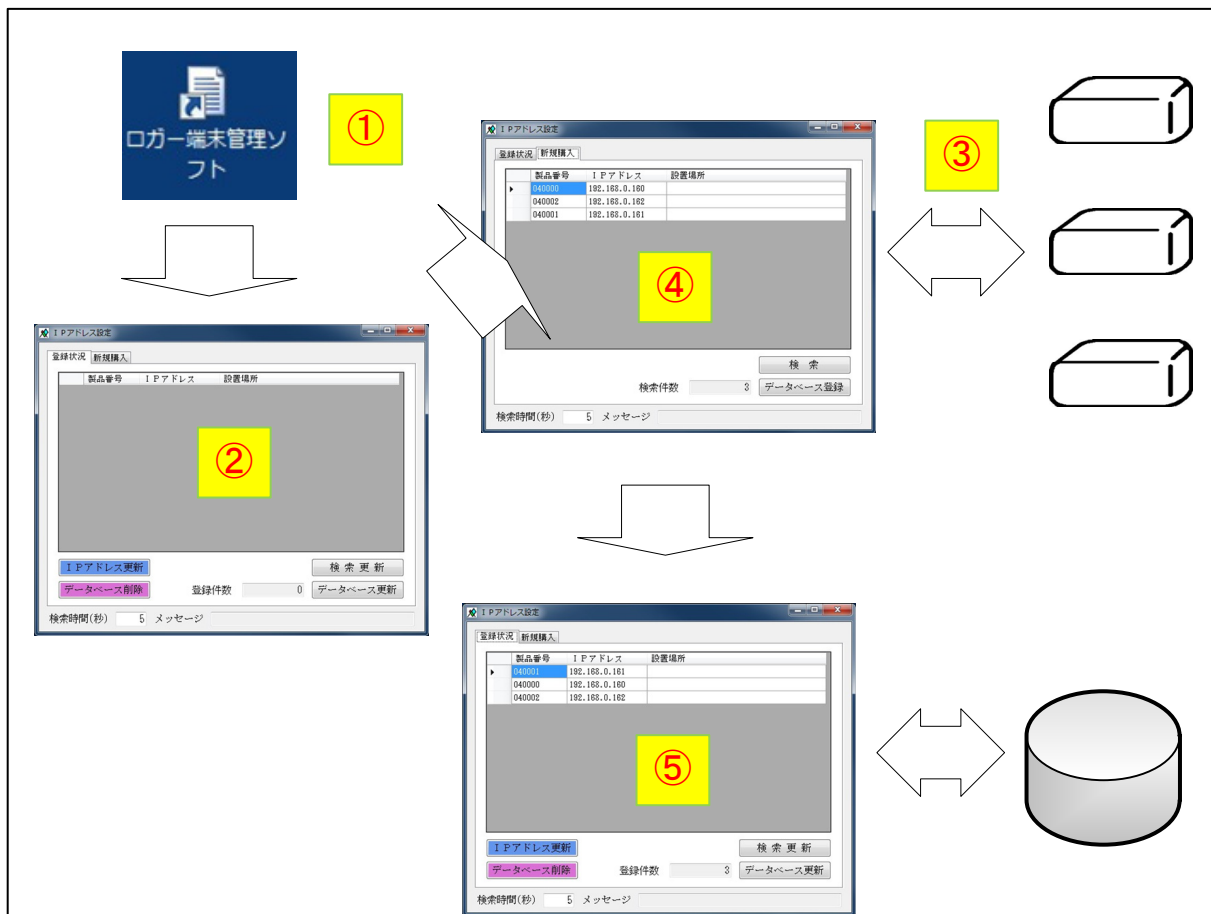 ロガー端末管理ソ
フト
①
IPアドレス設定
登録状況 新規購入
製品番号 IPアドレス 設置場所
②
IPアドレス更新 検索更新
データベース削除 登録件数 0 データベース更新
検索時間(秒) 5 メッセージ
IPアドレス設定
登録状況 新規購入
製品番号 IPアドレス 設置場所
040000 192.168.0.160
040002 192.168.0.162
040001 192.168.0.161
④
検索
検索件数 3 データベース登録
検索時間(秒) 5 メッセージ
③
IPアドレス設定
登録状況 新規購入
製品番号 IPアドレス 設置場所
040001 192.168.0.161
040000 192.168.0.160
040002 192.168.0.162
⑤
IPアドレス更新 検索更新
データベース削除 登録件数 3 データベース更新
検索時間(秒) 5 メッセージ